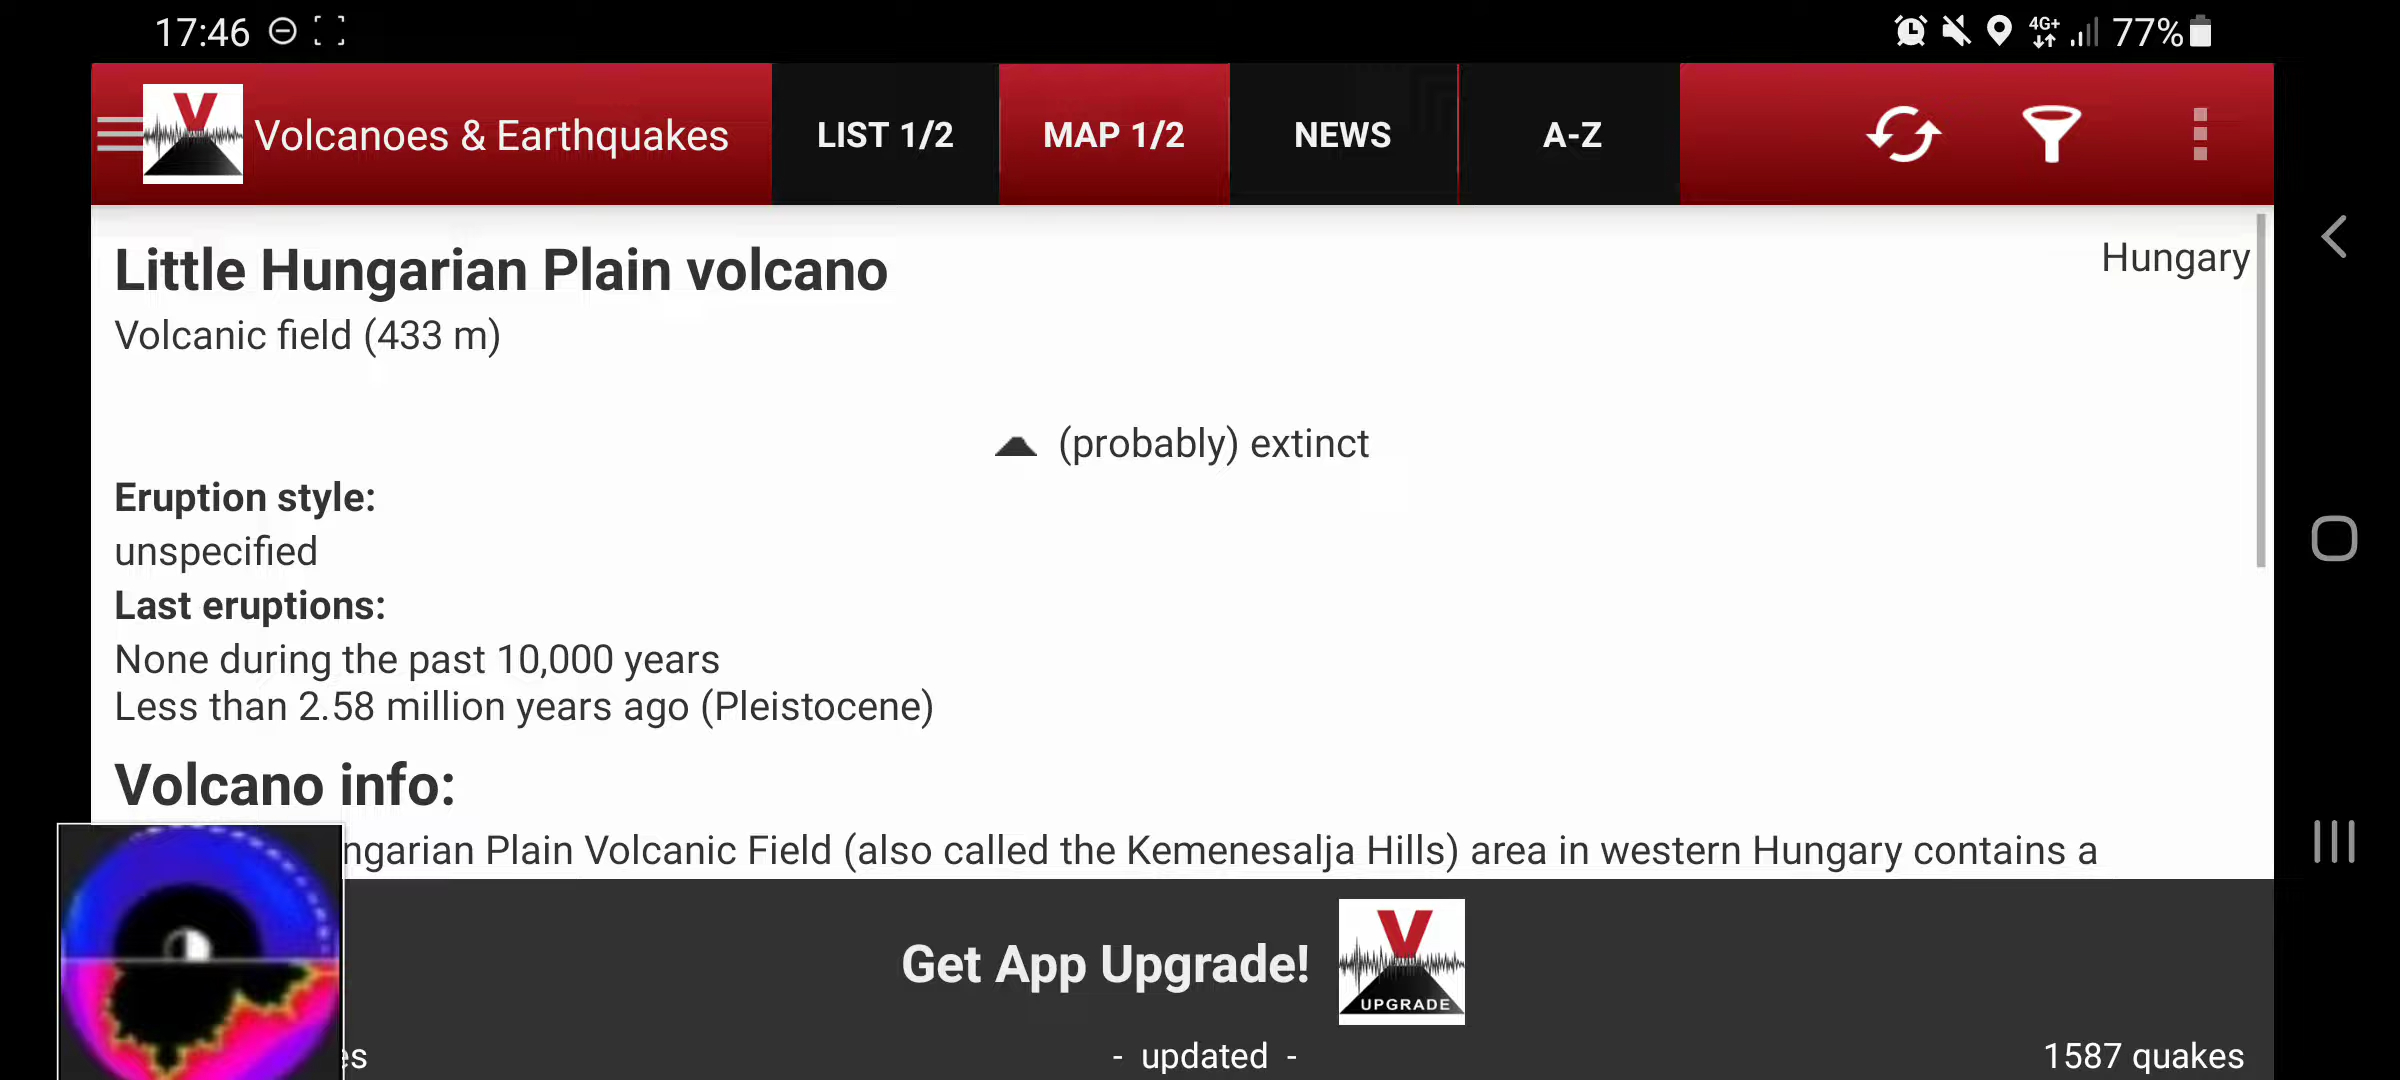 17:46
4G+
77%
V
Volcanoes & Earthquakes
LIST 1/2
MAP 1/2
NEWS
A-Z
Little Hungarian Plain volcano
Hungary
Volcanic field (433 m)
(probably) extinct
Eruption style:
unspecified
Last eruptions:
None during the past 10,000 years
Less than 2.58 million years ago (Pleistocene)
Volcano info:
Plain Volcanic Field (also called the Kemenesalja Hills) area in western Hungary contains a
Get App Upgrade!
V
UPGRADE
- updated -
1587 quakes